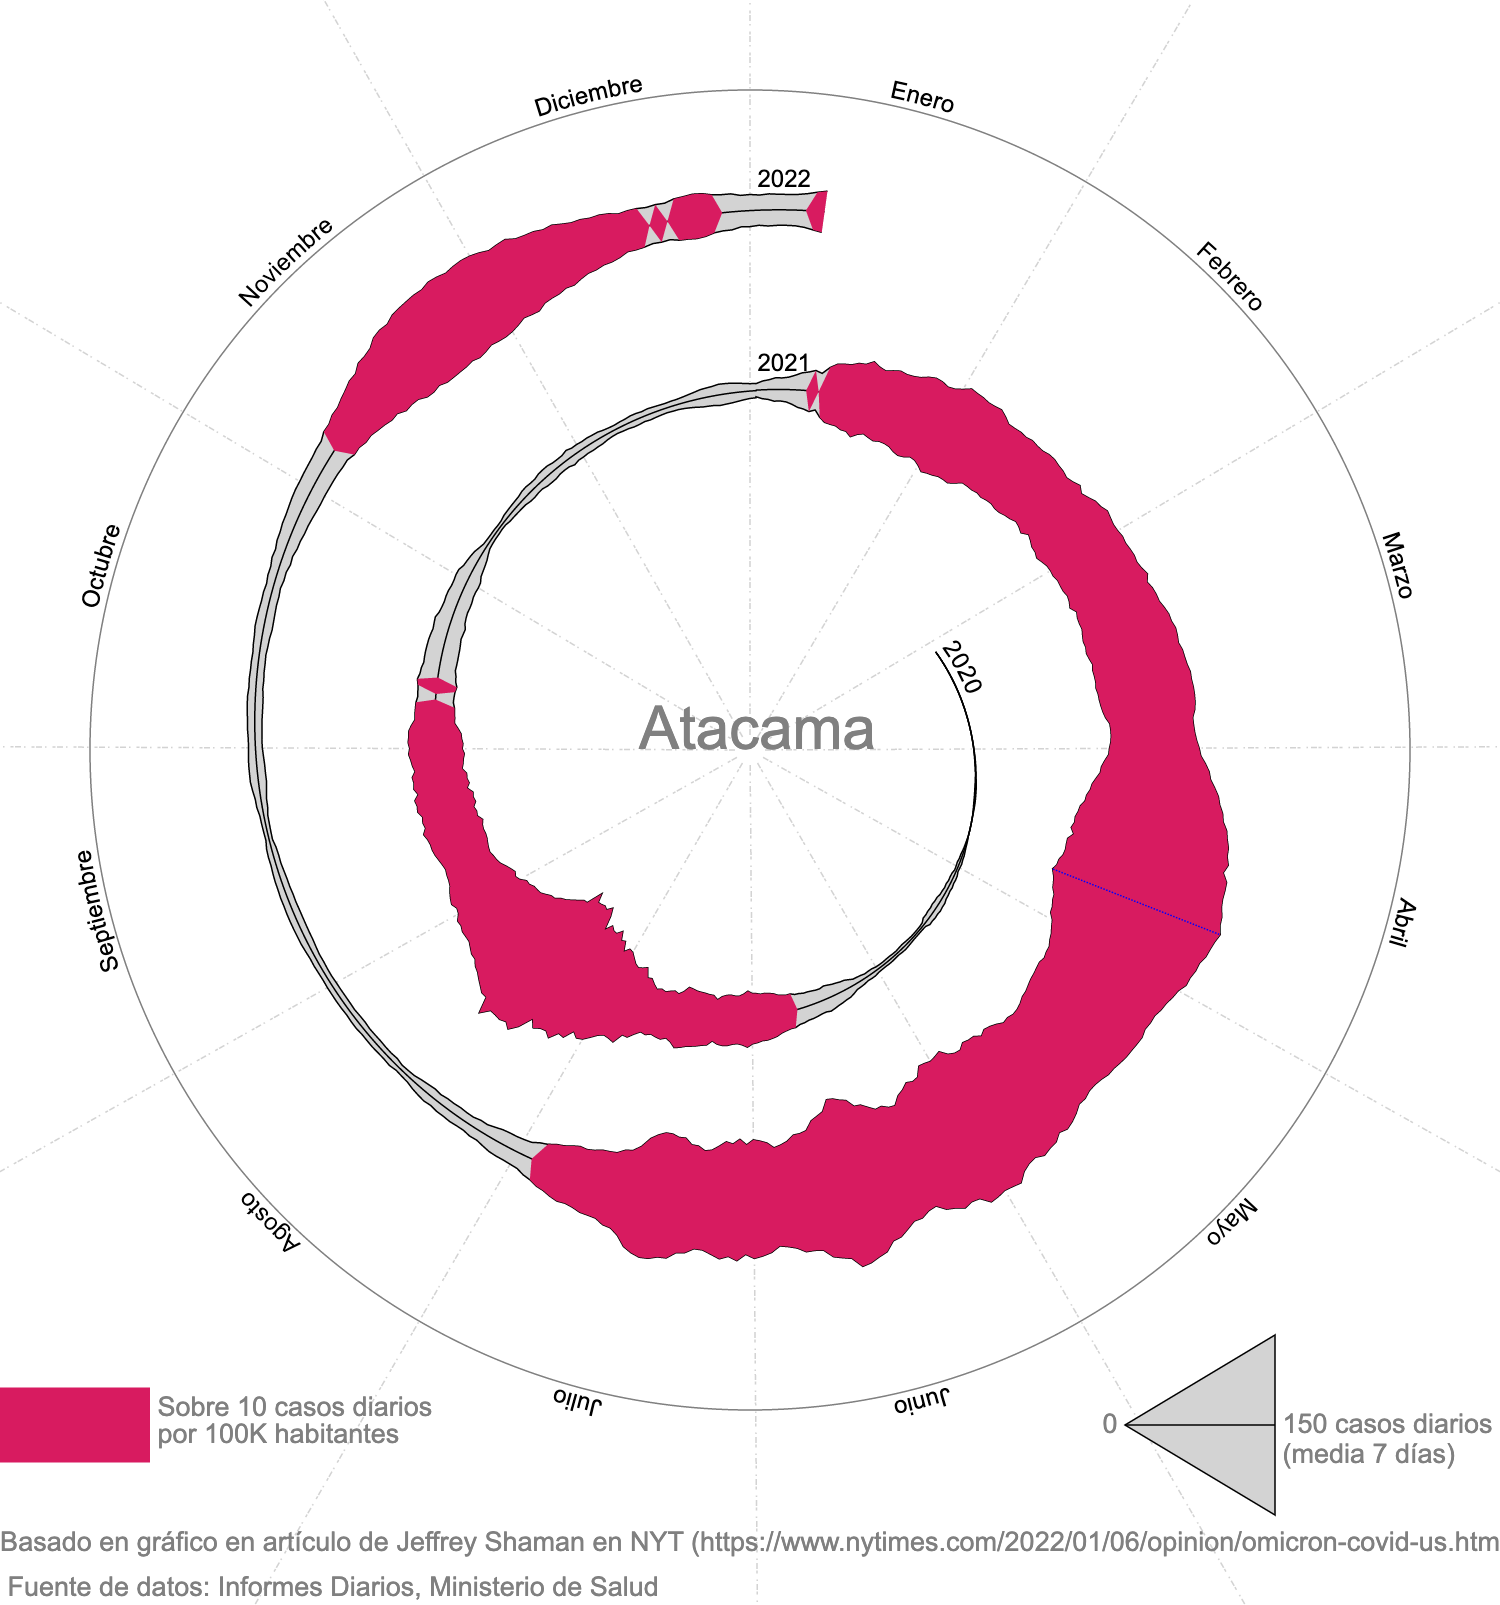 Diciembre
Enero
2022
Noviembre
Febrero
2021
Octubre
Marzo
2020
Atacama
Septiembre
Abril
Agosto
Mayo
Julio
Junio
Sobre 10 casos diarios
por 100K habitantes
0
150 casos diarios
(media 7 días)
Basado en gráfico en artículo de Jeffrey Shaman en NYT (https://www.nytimes.com/2022/01/06/opinion/omicron-covid-us.htm
Fuente de datos: Informes Diarios, Ministerio de Salud